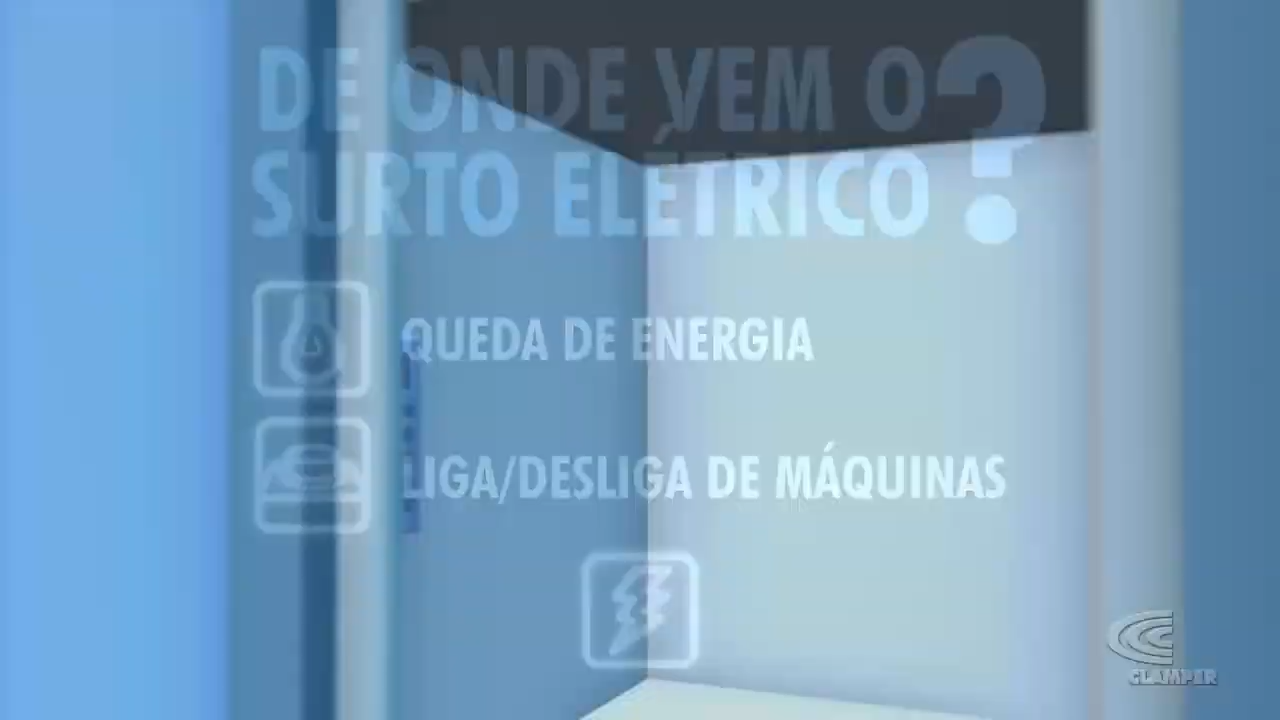 DE ONDE VEM O
SURTO ELÉTRICO?
QUEDA DE ENERGIA
LIGA/DESLIGA DE MÁQUINAS
CLAMPER